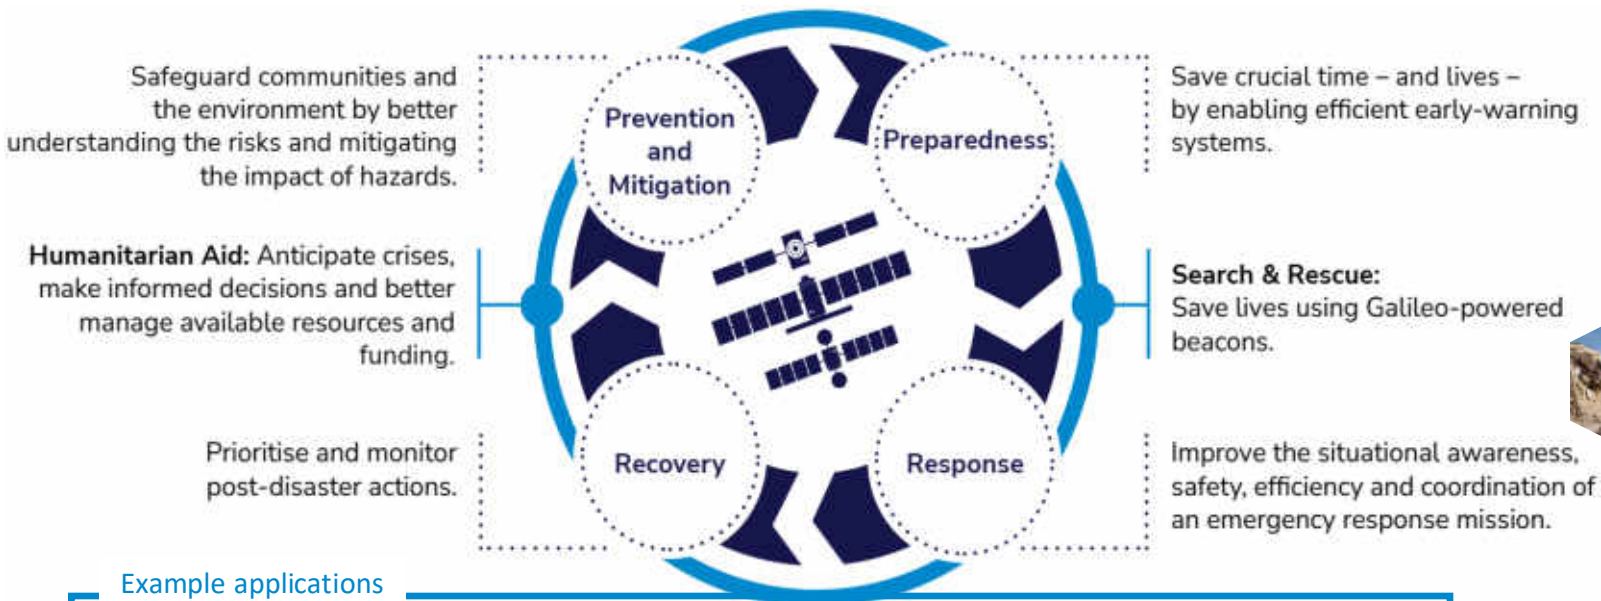 Safeguard communities and
the environment by better
understanding the risks and mitigating
the impact of hazards.
Prevention
and
Mitigation
Preparedness
Save crucial time – and lives –
by enabling efficient early-warning
systems.
Humanitarian Aid: Anticipate crises,
make informed decisions and better
manage available resources and
funding.
Search & Rescue:
Save lives using Galileo-powered
beacons.
Prioritise and monitor
post-disaster actions.
Recovery
Response
Improve the situational awareness,
safety, efficiency and coordination of
an emergency response mission.
Example applications